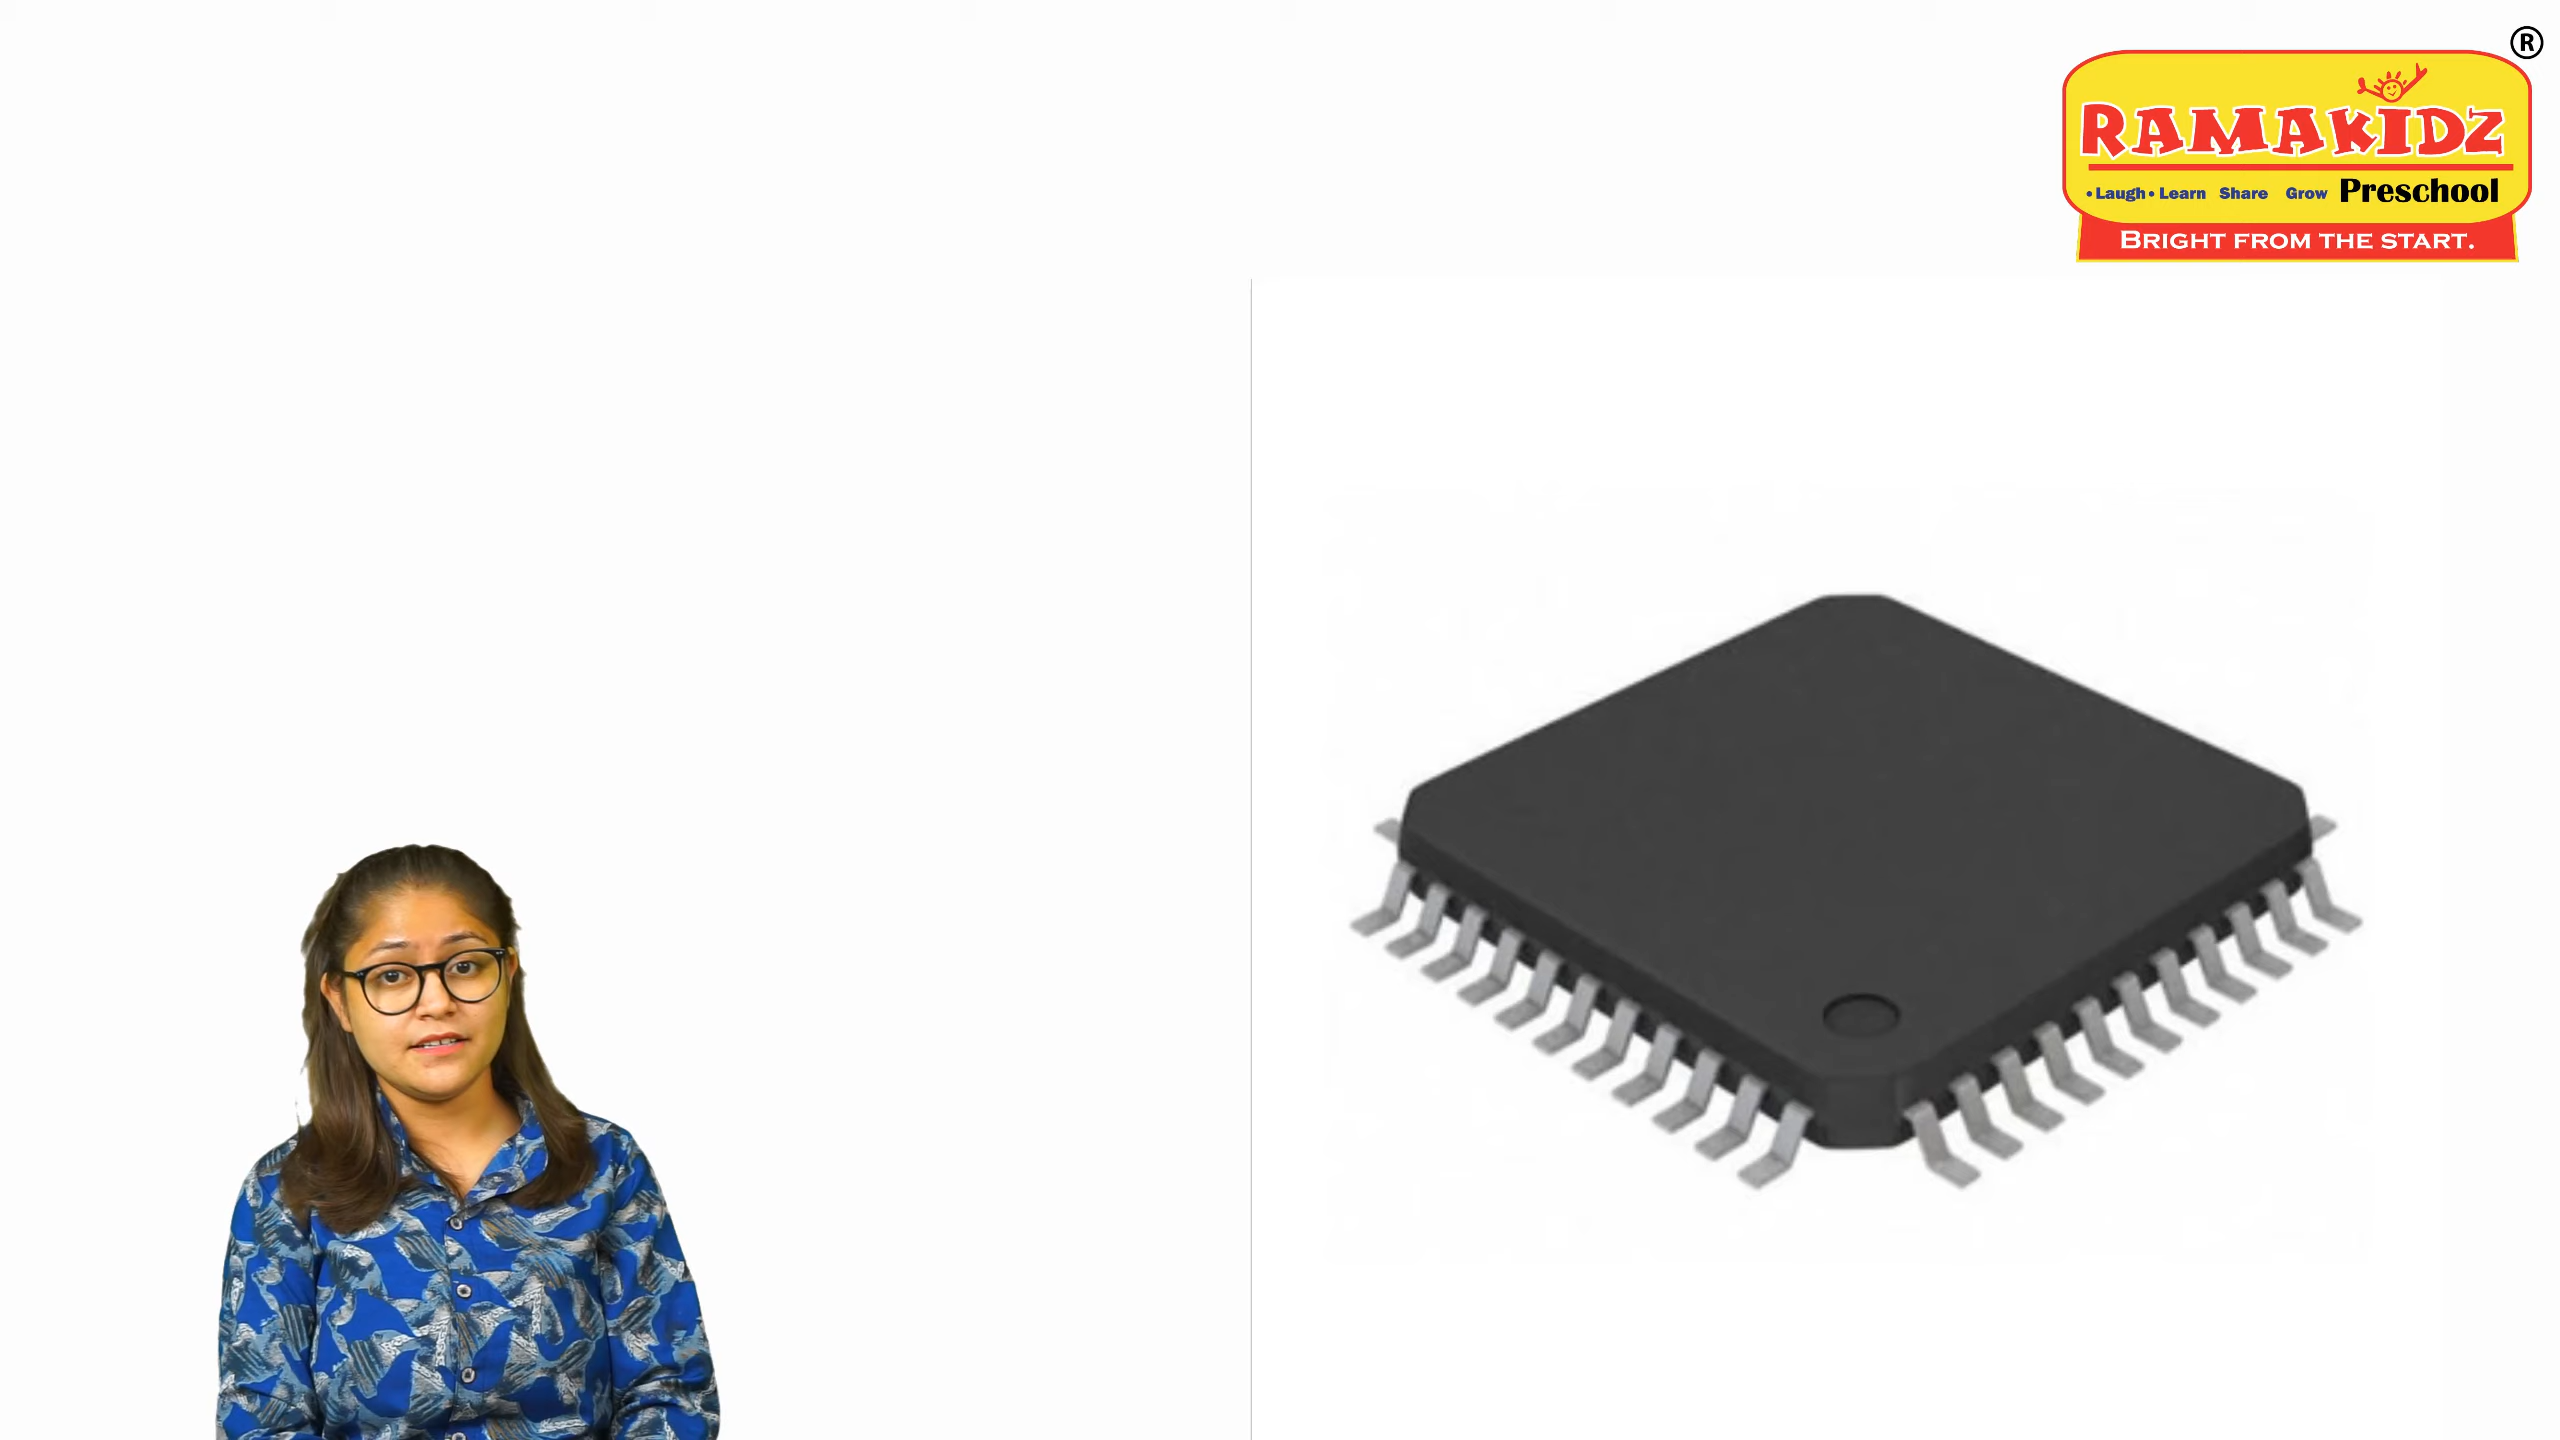 ®
RAMAKIDZ
• Laugh • Learn Share Grow Preschool
BRIGHT FROM THE START.